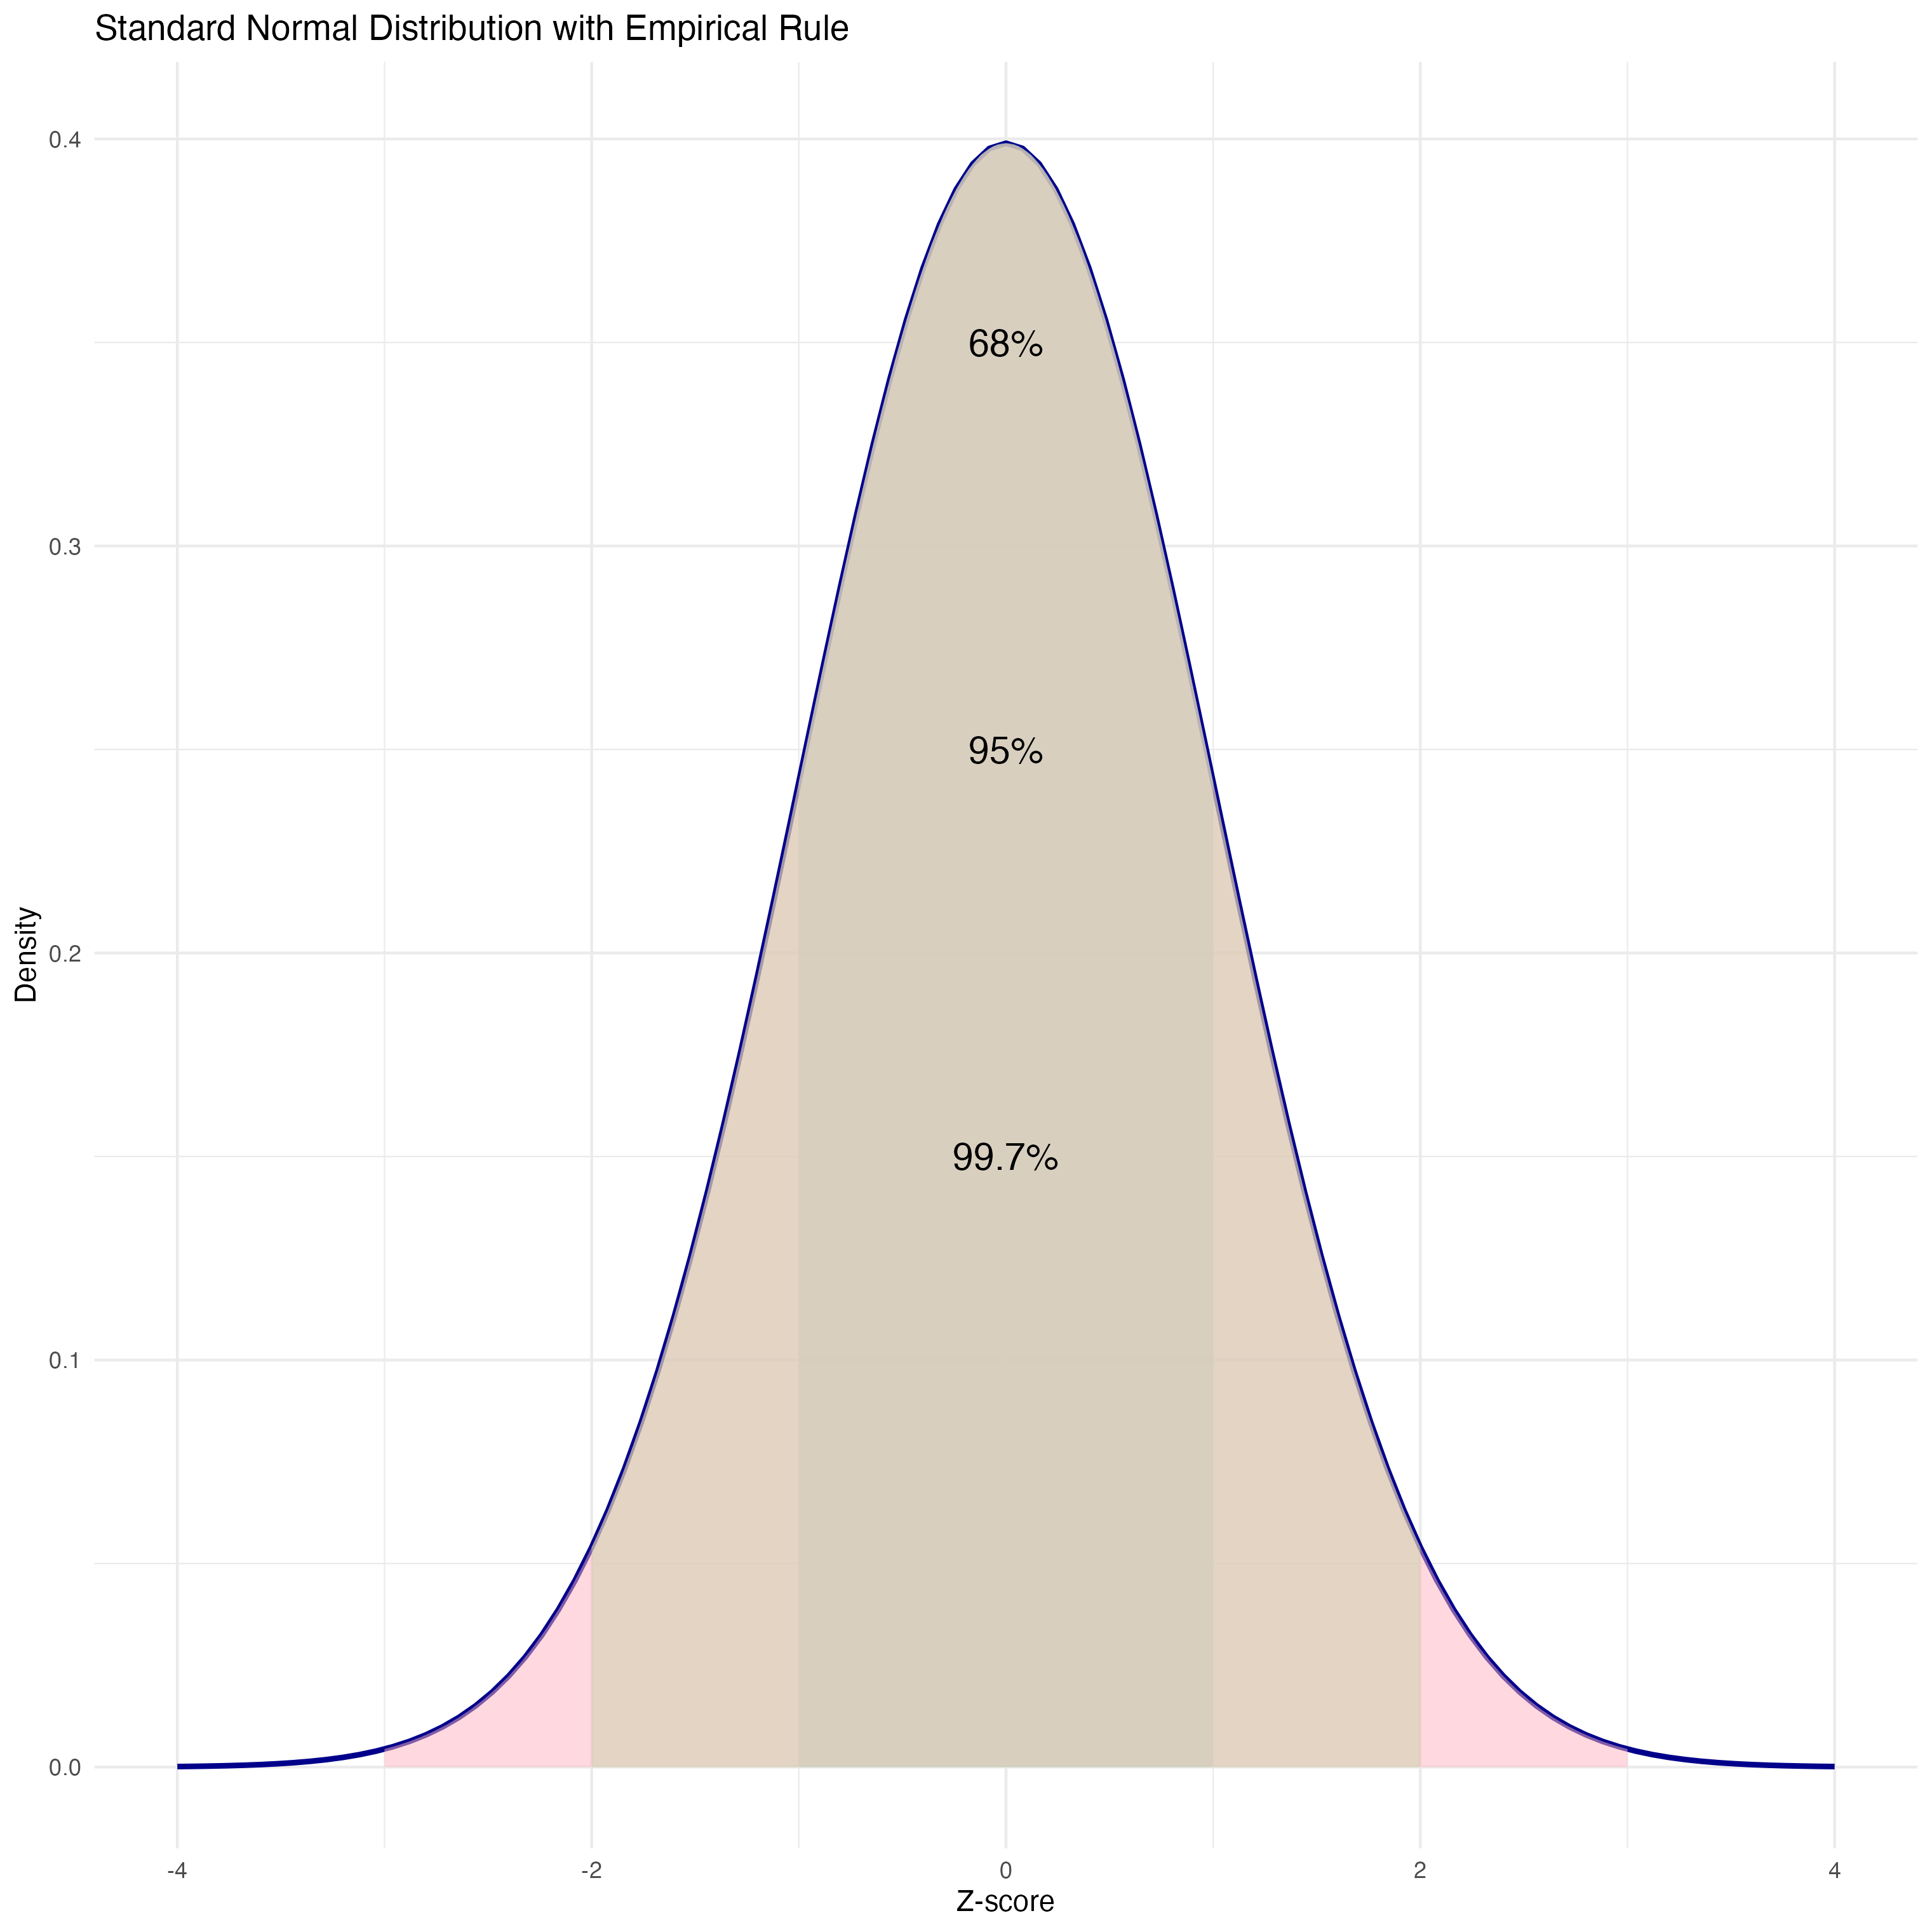 Standard Normal Distribution with Empirical Rule
0.4
68%
0.3
95%
Density
0.2
99.7%
0.1
0.0
-4 -2 0 2 4
Z-score